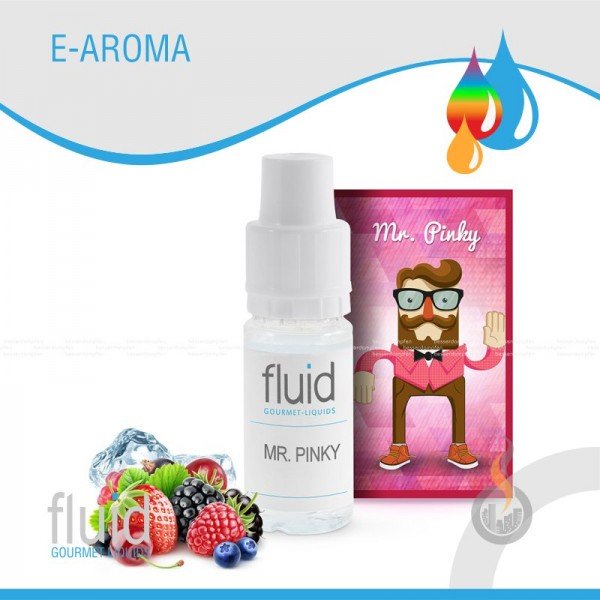 E-AROMA
Mr. Pinky
fluid
GOURMET-LIQUIDS
MR. PINKY
fluid
GOURMET-LIQUIDS